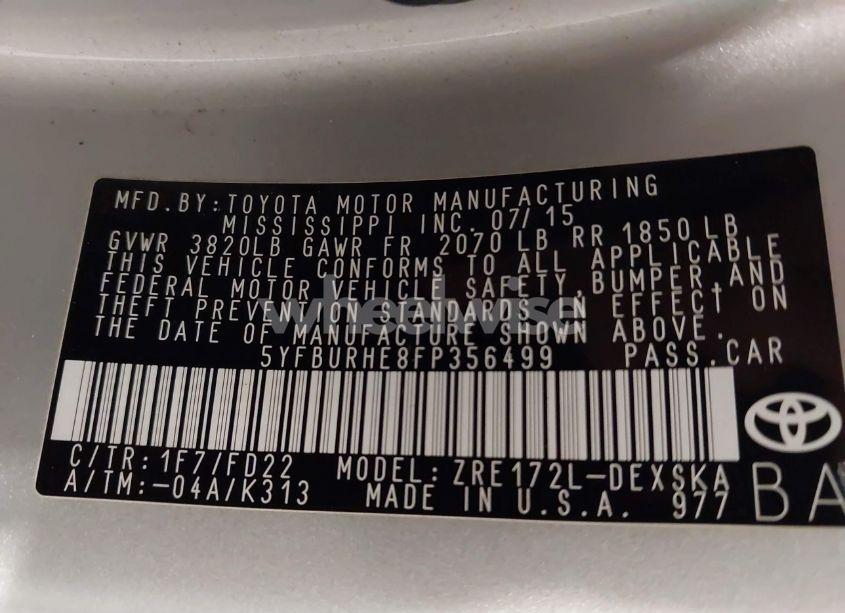 MFD. BY: TOYOTA MOTOR MANUFACTURING
MISSISSIPPI INC. 07/15
GVWR 3820LB GAWR FR 2070 LB RR 1850 LB
THIS VEHICLE CONFORMS TO ALL APPLICABLE
FEDERAL MOTOR VEHICLE SAFETY, BUMPER, AND
THEFT PREVENTION STANDARDS IN EFFECT ON
THE DATE OF MANUFACTURE SHOWN ABOVE.
wheelwise
5YFBURHE8FP356499 PASS. CAR
C/TR: 1F7/FD22 MODEL: ZRE172L-DEXSKA
A/TM: -04A/K313 MADE IN U.S.A. 977
BA